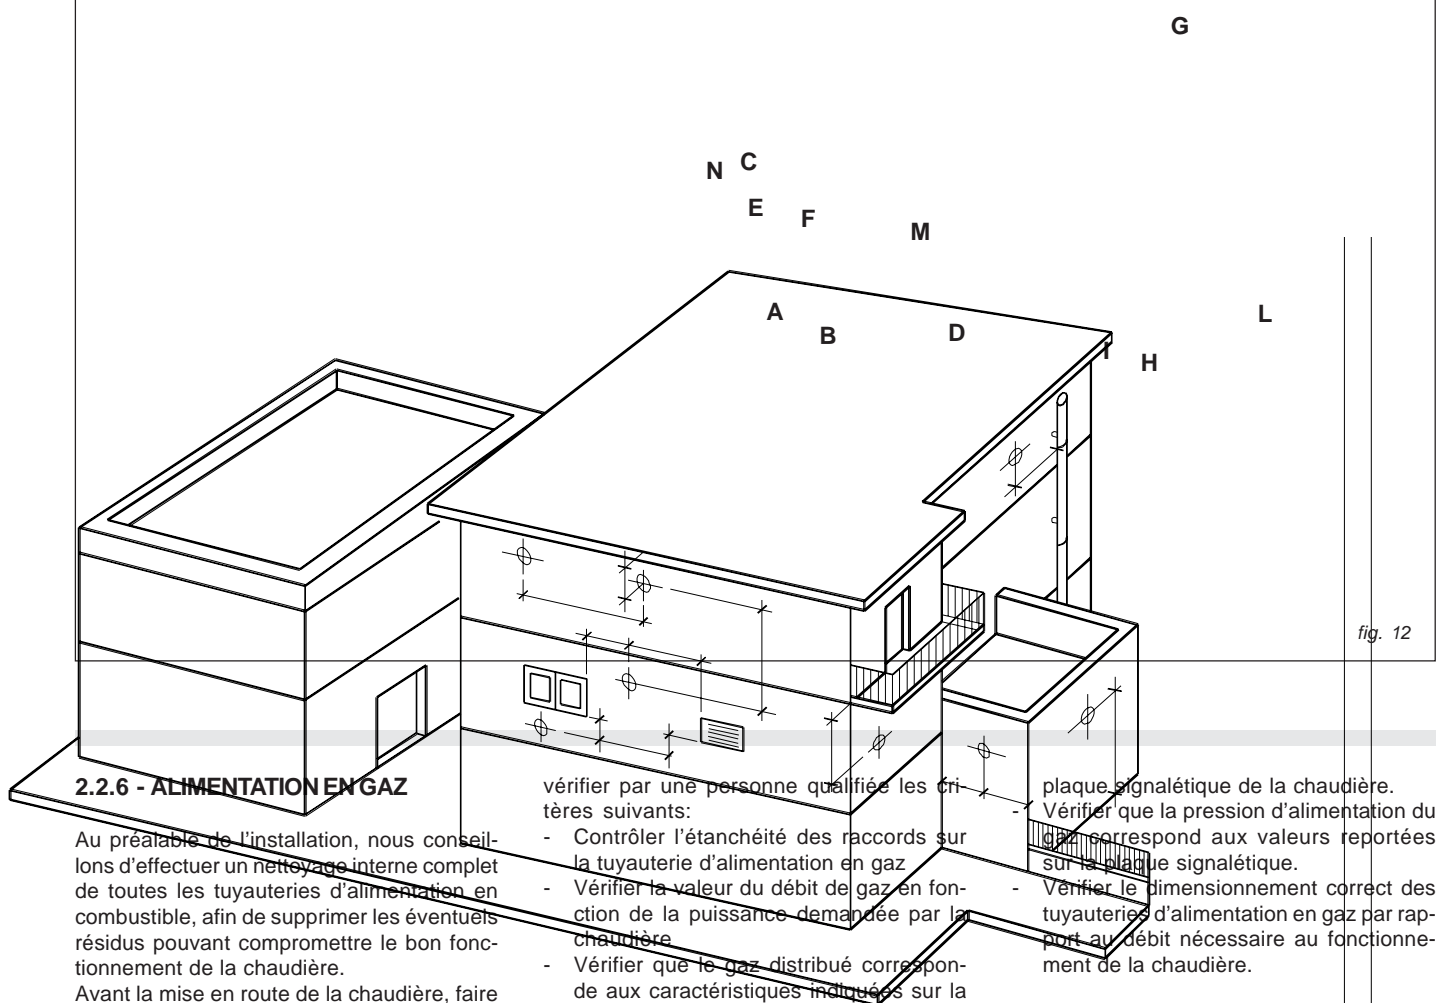 G
C
N
E
F
M
A
B
D
L
I
H
fig. 12
2.2.6 - ALIMENTATION EN GAZ
Au préalable de l'installation, nous conseil-
lons d'effectuer un nettoyage interne complet
de toutes les tuyauteries d'alimentation en
combustible, afin de supprimer les éventuels
résidus pouvant compromettre le bon fonc-
tionnement de la chaudière.
Avant la mise en route de la chaudière, faire
vérifier par une personne qualifiée les cri-
tères suivants:
- Contrôler l'étanchéité des raccords sur
la tuyauterie d'alimentation en gaz
- Vérifier la valeur du débit de gaz en fon-
ction de la puissance demandée par la
chaudière
- Vérifier que le gaz distribué correspon-
de aux caractéristiques indiquées sur la
plaque signalétique de la chaudière.
- Vérifier que la pression d'alimentation du
gaz correspond aux valeurs reportées
sur la plaque signalétique.
- Vérifier le dimensionnement correct des
tuyauteries d'alimentation en gaz par rap-
port au débit nécessaire au fonctionne-
ment de la chaudière.